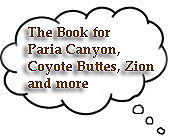 The Book for
Paria Canyon,
Coyote Buttes, Zion
and more